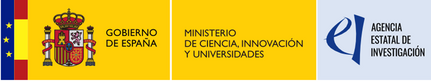 GOBIERNO
DE ESPAÑA
MINISTERIO
DE CIENCIA, INNOVACIÓN
Y UNIVERSIDADES
AGENCIA
ESTATAL DE
INVESTIGACIÓN